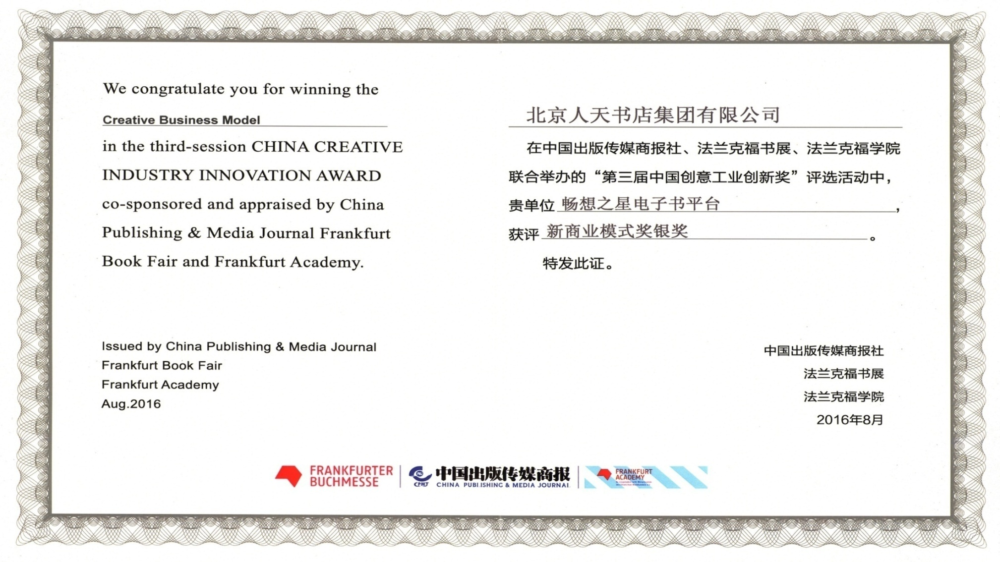 We congratulate you for winning the
Creative Business Model
in the third-session CHINA CREATIVE
INDUSTRY INNOVATION AWARD
co-sponsored and appraised by China
Publishing & Media Journal Frankfurt
Book Fair and Frankfurt Academy.
Issued by China Publishing & Media Journal
Frankfurt Book Fair
Frankfurt Academy
Aug.2016
北京人天书店集团有限公司
在中国出版传媒商报社、法兰克福书展、法兰克福学院
联合举办的“第三届中国创意工业创新奖”评选活动中，
贵单位 畅想之星电子书平台，
获评 新商业模式奖银奖。
特发此证。
中国出版传媒商报社
法兰克福书展
法兰克福学院
2016年8月
FRANKFURTER
BUCHMESSE
CPMJ
中国出版传媒商报
CHINA PUBLISHING & MEDIA JOURNAL
FRANKFURT
ACADEMY